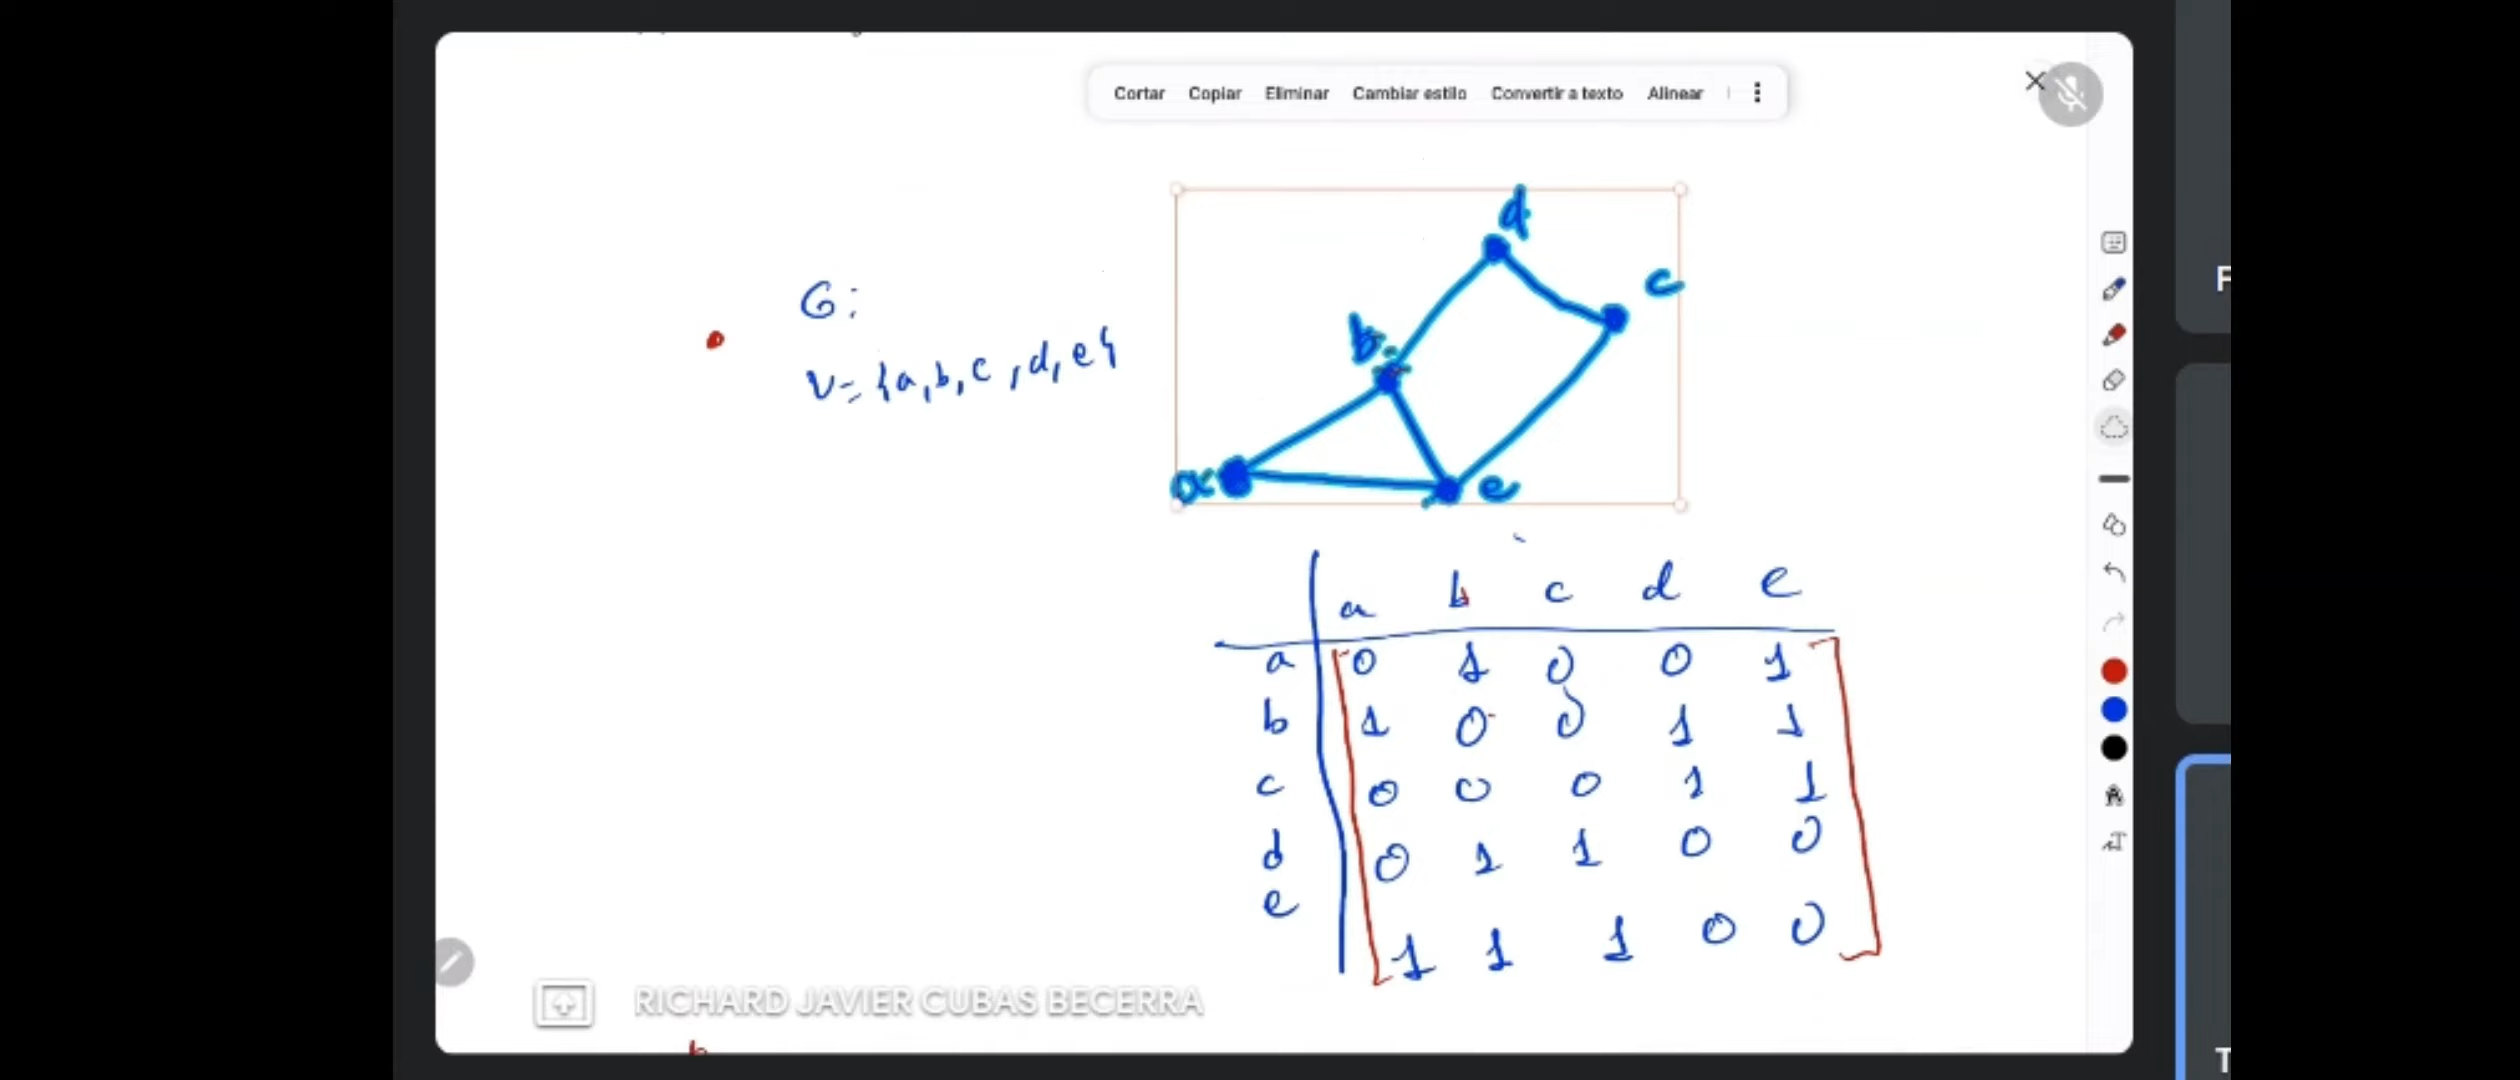 Cortar Copiar Eliminar Cambiar estilo Convertir a texto Alinear
d
c
G:
b
V= {a, b, c, d, e}
a
e
a b c d e
a 0 1 0 0 1
b 1 0 0 1 1
c 0 0 0 1 1
d 0 1 1 0 0
e 1 1 1 0 0
RICHARD JAVIER CUBAS BECERRA